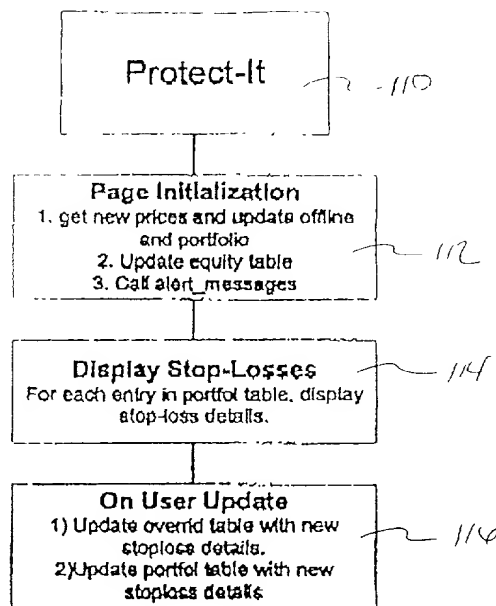 Protect-It
110
Page Initialization
1. get new prices and update offline
and portfolio
2. Update equity table
3. Call alert_messages
112
Display Stop-Losses
For each entry in portfol table, display
stop-loss details.
114
On User Update
1) Update overrid table with new
stoploss details.
2)Update portfol table with new
stoploss details
116